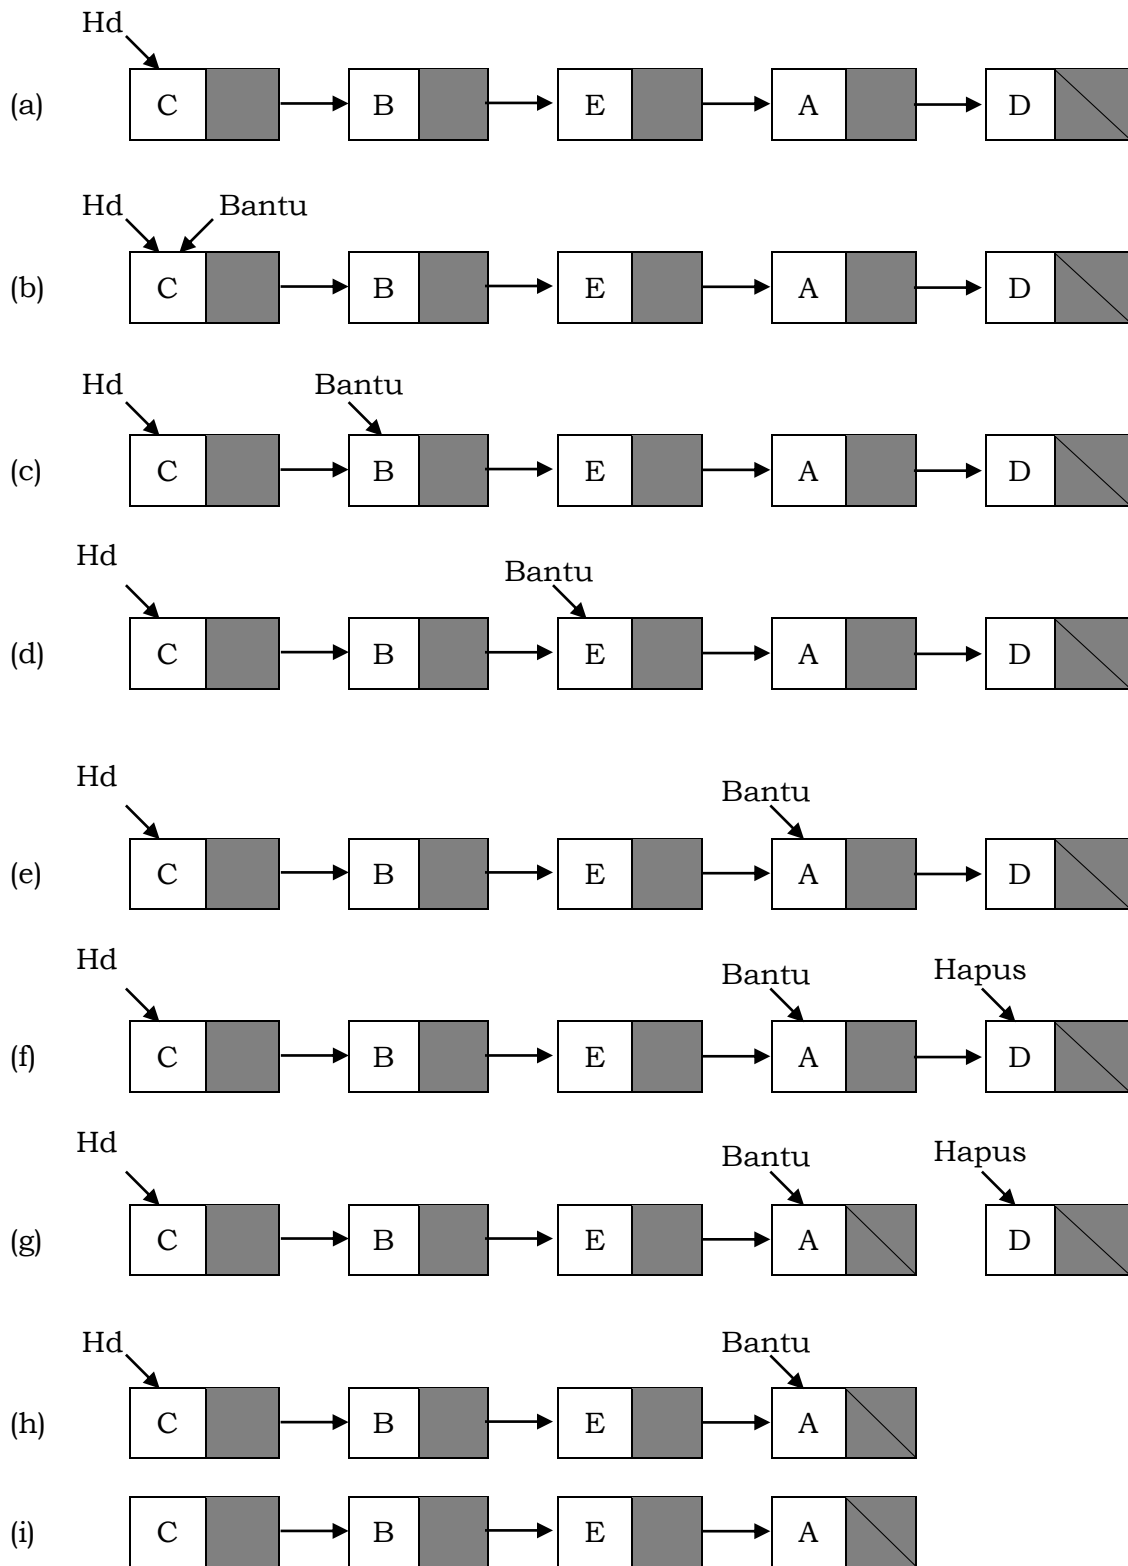 Hd
(a) C B E A D
Hd Bantu
(b) C B E A D
Hd Bantu
(c) C B E A D
Hd Bantu
(d) C B E A D
Hd Bantu
(e) C B E A D
Hd Bantu Hapus
(f) C B E A D
Hd Bantu Hapus
(g) C B E A D
Hd Bantu
(h) C B E A
(i) C B E A